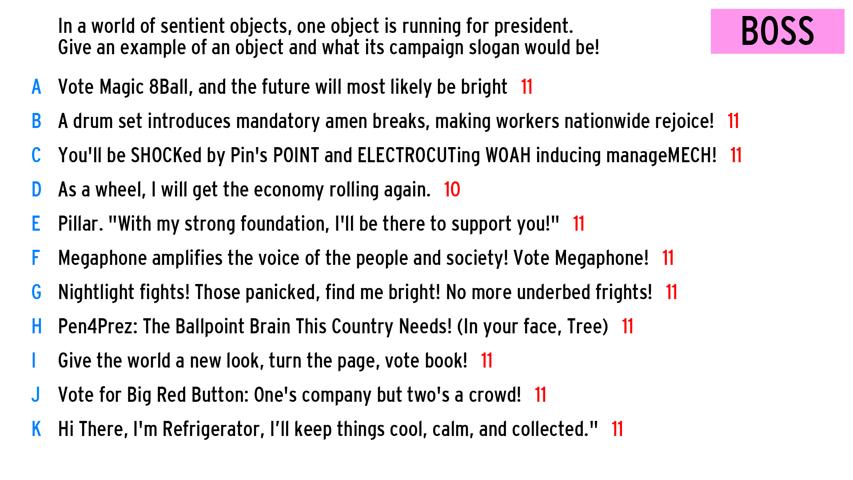 In a world of sentient objects, one object is running for president.
Give an example of an object and what its campaign slogan would be!
BOSS
A Vote Magic 8Ball, and the future will most likely be bright 11
B A drum set introduces mandatory amen breaks, making workers nationwide rejoice! 11
C You'll be SHOCKed by Pin's POINT and ELECTROCUTing WOAH inducing manageMECH! 11
D As a wheel, I will get the economy rolling again. 10
E Pillar. "With my strong foundation, I'll be there to support you!" 11
F Megaphone amplifies the voice of the people and society! Vote Megaphone! 11
G Nightlight fights! Those panicked, find me bright! No more underbed frights! 11
H Pen4Prez: The Ballpoint Brain This Country Needs! (In your face, Tree) 11
I Give the world a new look, turn the page, vote book! 11
J Vote for Big Red Button: One's company but two's a crowd! 11
K Hi There, I'm Refrigerator, I’ll keep things cool, calm, and collected." 11